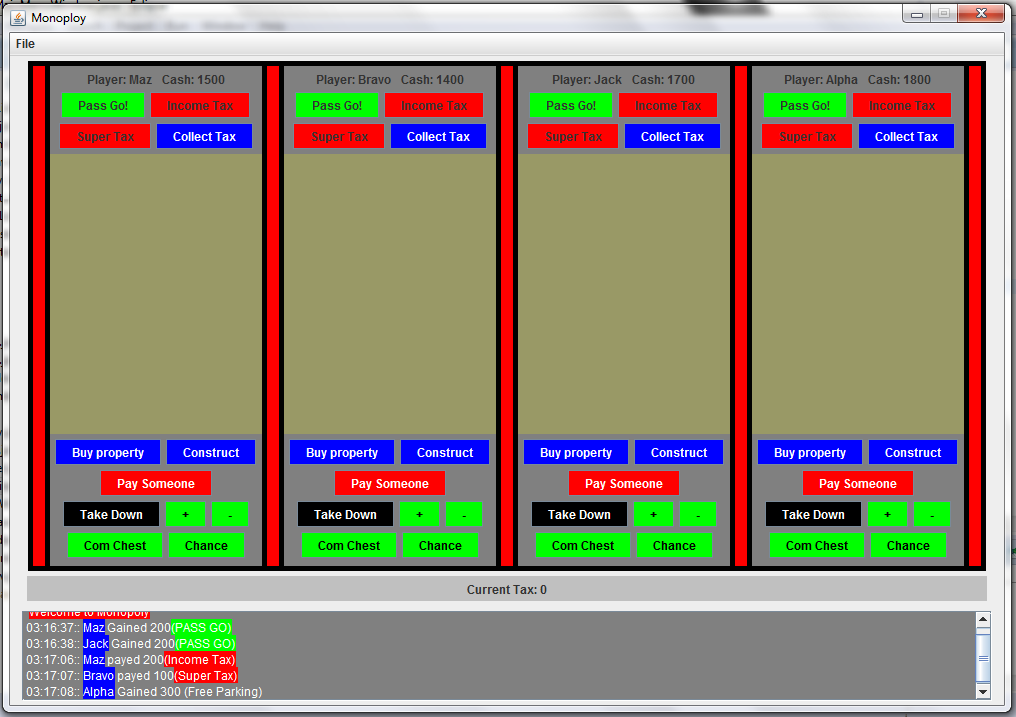 Monoploy
File
Player: Maz Cash: 1500
Pass Go! Income Tax
Super Tax Collect Tax
Player: Bravo Cash: 1400
Pass Go! Income Tax
Super Tax Collect Tax
Player: Jack Cash: 1700
Pass Go! Income Tax
Super Tax Collect Tax
Player: Alpha Cash: 1800
Pass Go! Income Tax
Super Tax Collect Tax
Buy property Construct
Pay Someone
Take Down + -
Com Chest Chance
Buy property Construct
Pay Someone
Take Down + -
Com Chest Chance
Buy property Construct
Pay Someone
Take Down + -
Com Chest Chance
Buy property Construct
Pay Someone
Take Down + -
Com Chest Chance
Current Tax: 0
Welcome to Monopoly
03:16:37:: Maz Gained 200(PASS GO)
03:16:38:: Jack Gained 200(PASS GO)
03:17:06:: Maz payed 200(Income Tax)
03:17:07:: Bravo payed 100(Super Tax)
03:17:08:: Alpha Gained 300 (Free Parking)